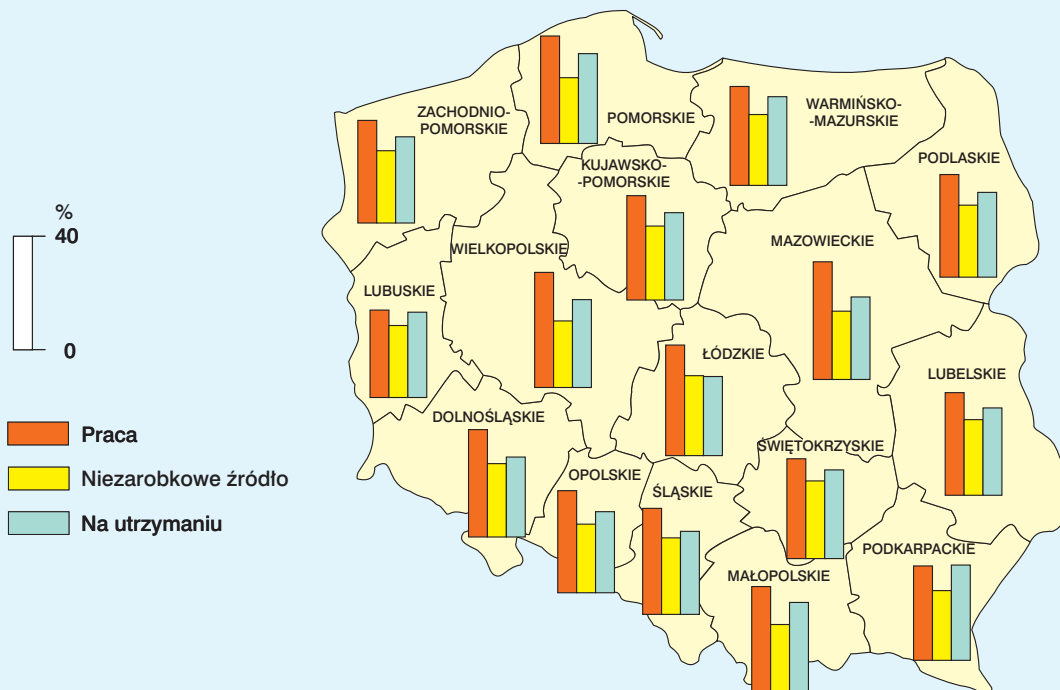 ZACHODNIO-
POMORSKIE
POMORSKIE
WARMIŃSKO-
-MAZURSKIE
PODLASKIE
KUJAWSKO-
-POMORSKIE
%
40
0
WIELKOPOLSKIE
MAZOWIECKIE
LUBUSKIE
ŁÓDZKIE
LUBELSKIE
DOLNOŚLĄSKIE
ŚWIĘTOKRZYSKIE
OPOLSKIE
ŚLĄSKIE
PODKARPACKIE
MAŁOPOLSKIE
Praca
Niezarobkowe źródło
Na utrzymaniu